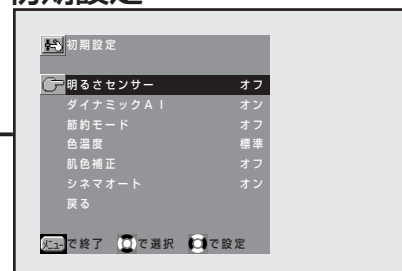 初期設定
初期設定
明るさセンサー オフ
ダイナミックAI オン
節約モード オフ
色温度 標準
肌色補正 オフ
シネマオート オン
戻る
メニューで終了 で選択 で設定